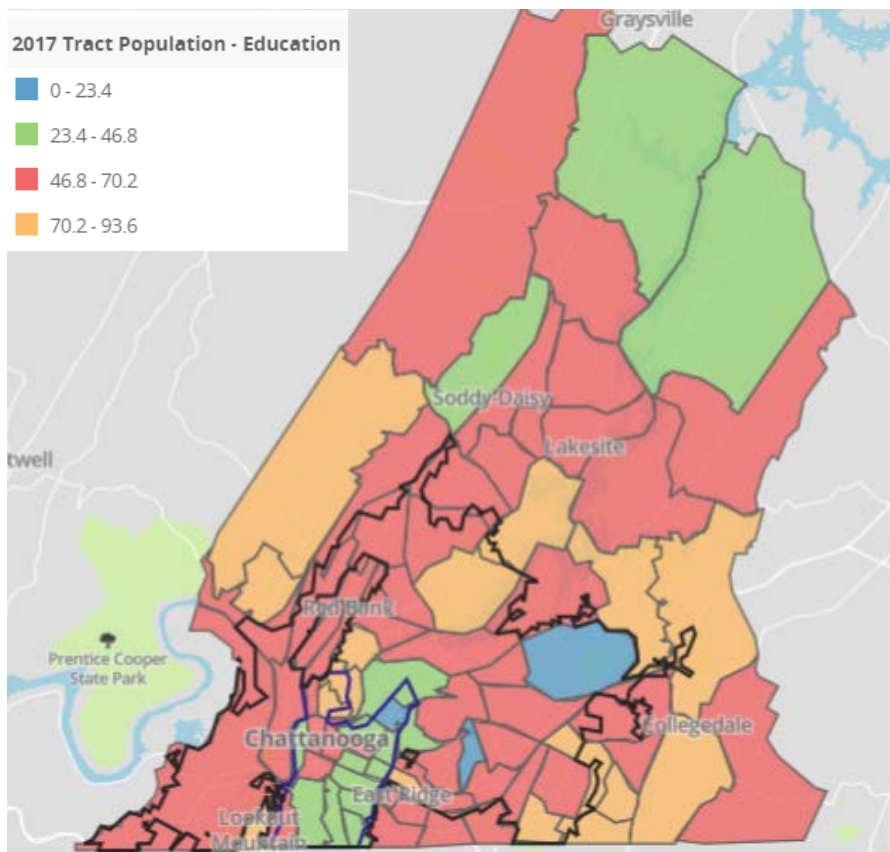 2017 Tract Population - Education
0 - 23.4
23.4 - 46.8
46.8 - 70.2
70.2 - 93.6
Graysville
Soddy-Daisy
Lakesite
twell
Red Bank
Prentice Cooper
State Park
Collegedale
Chattanooga
East Ridge
Lookout
Mountain